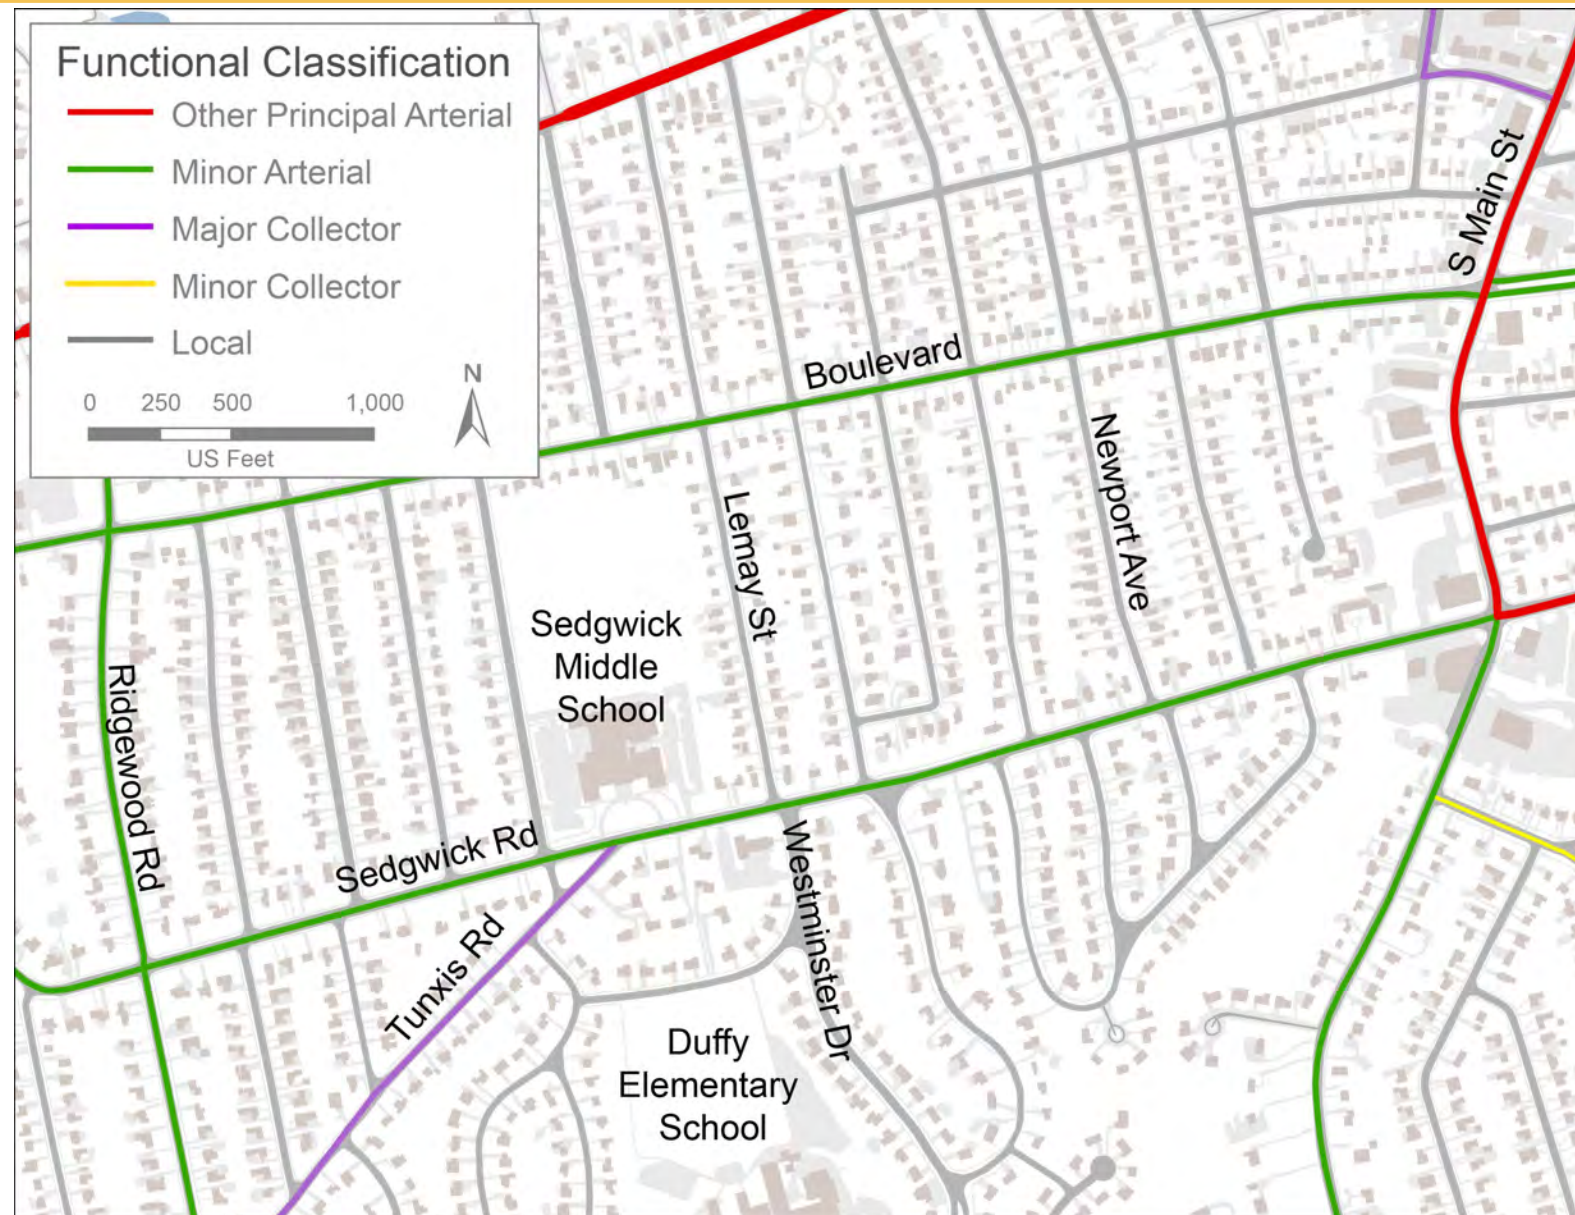 Functional Classification
Other Principal Arterial
Minor Arterial
Major Collector
Minor Collector
Local
N
0 250 500 1,000
US Feet
S Main St
Boulevard
Newport Ave
Lemay St
Sedgwick
Middle
School
Ridgewood Rd
Sedgwick Rd
Westminster Dr
Tunxis Rd
Duffy
Elementary
School